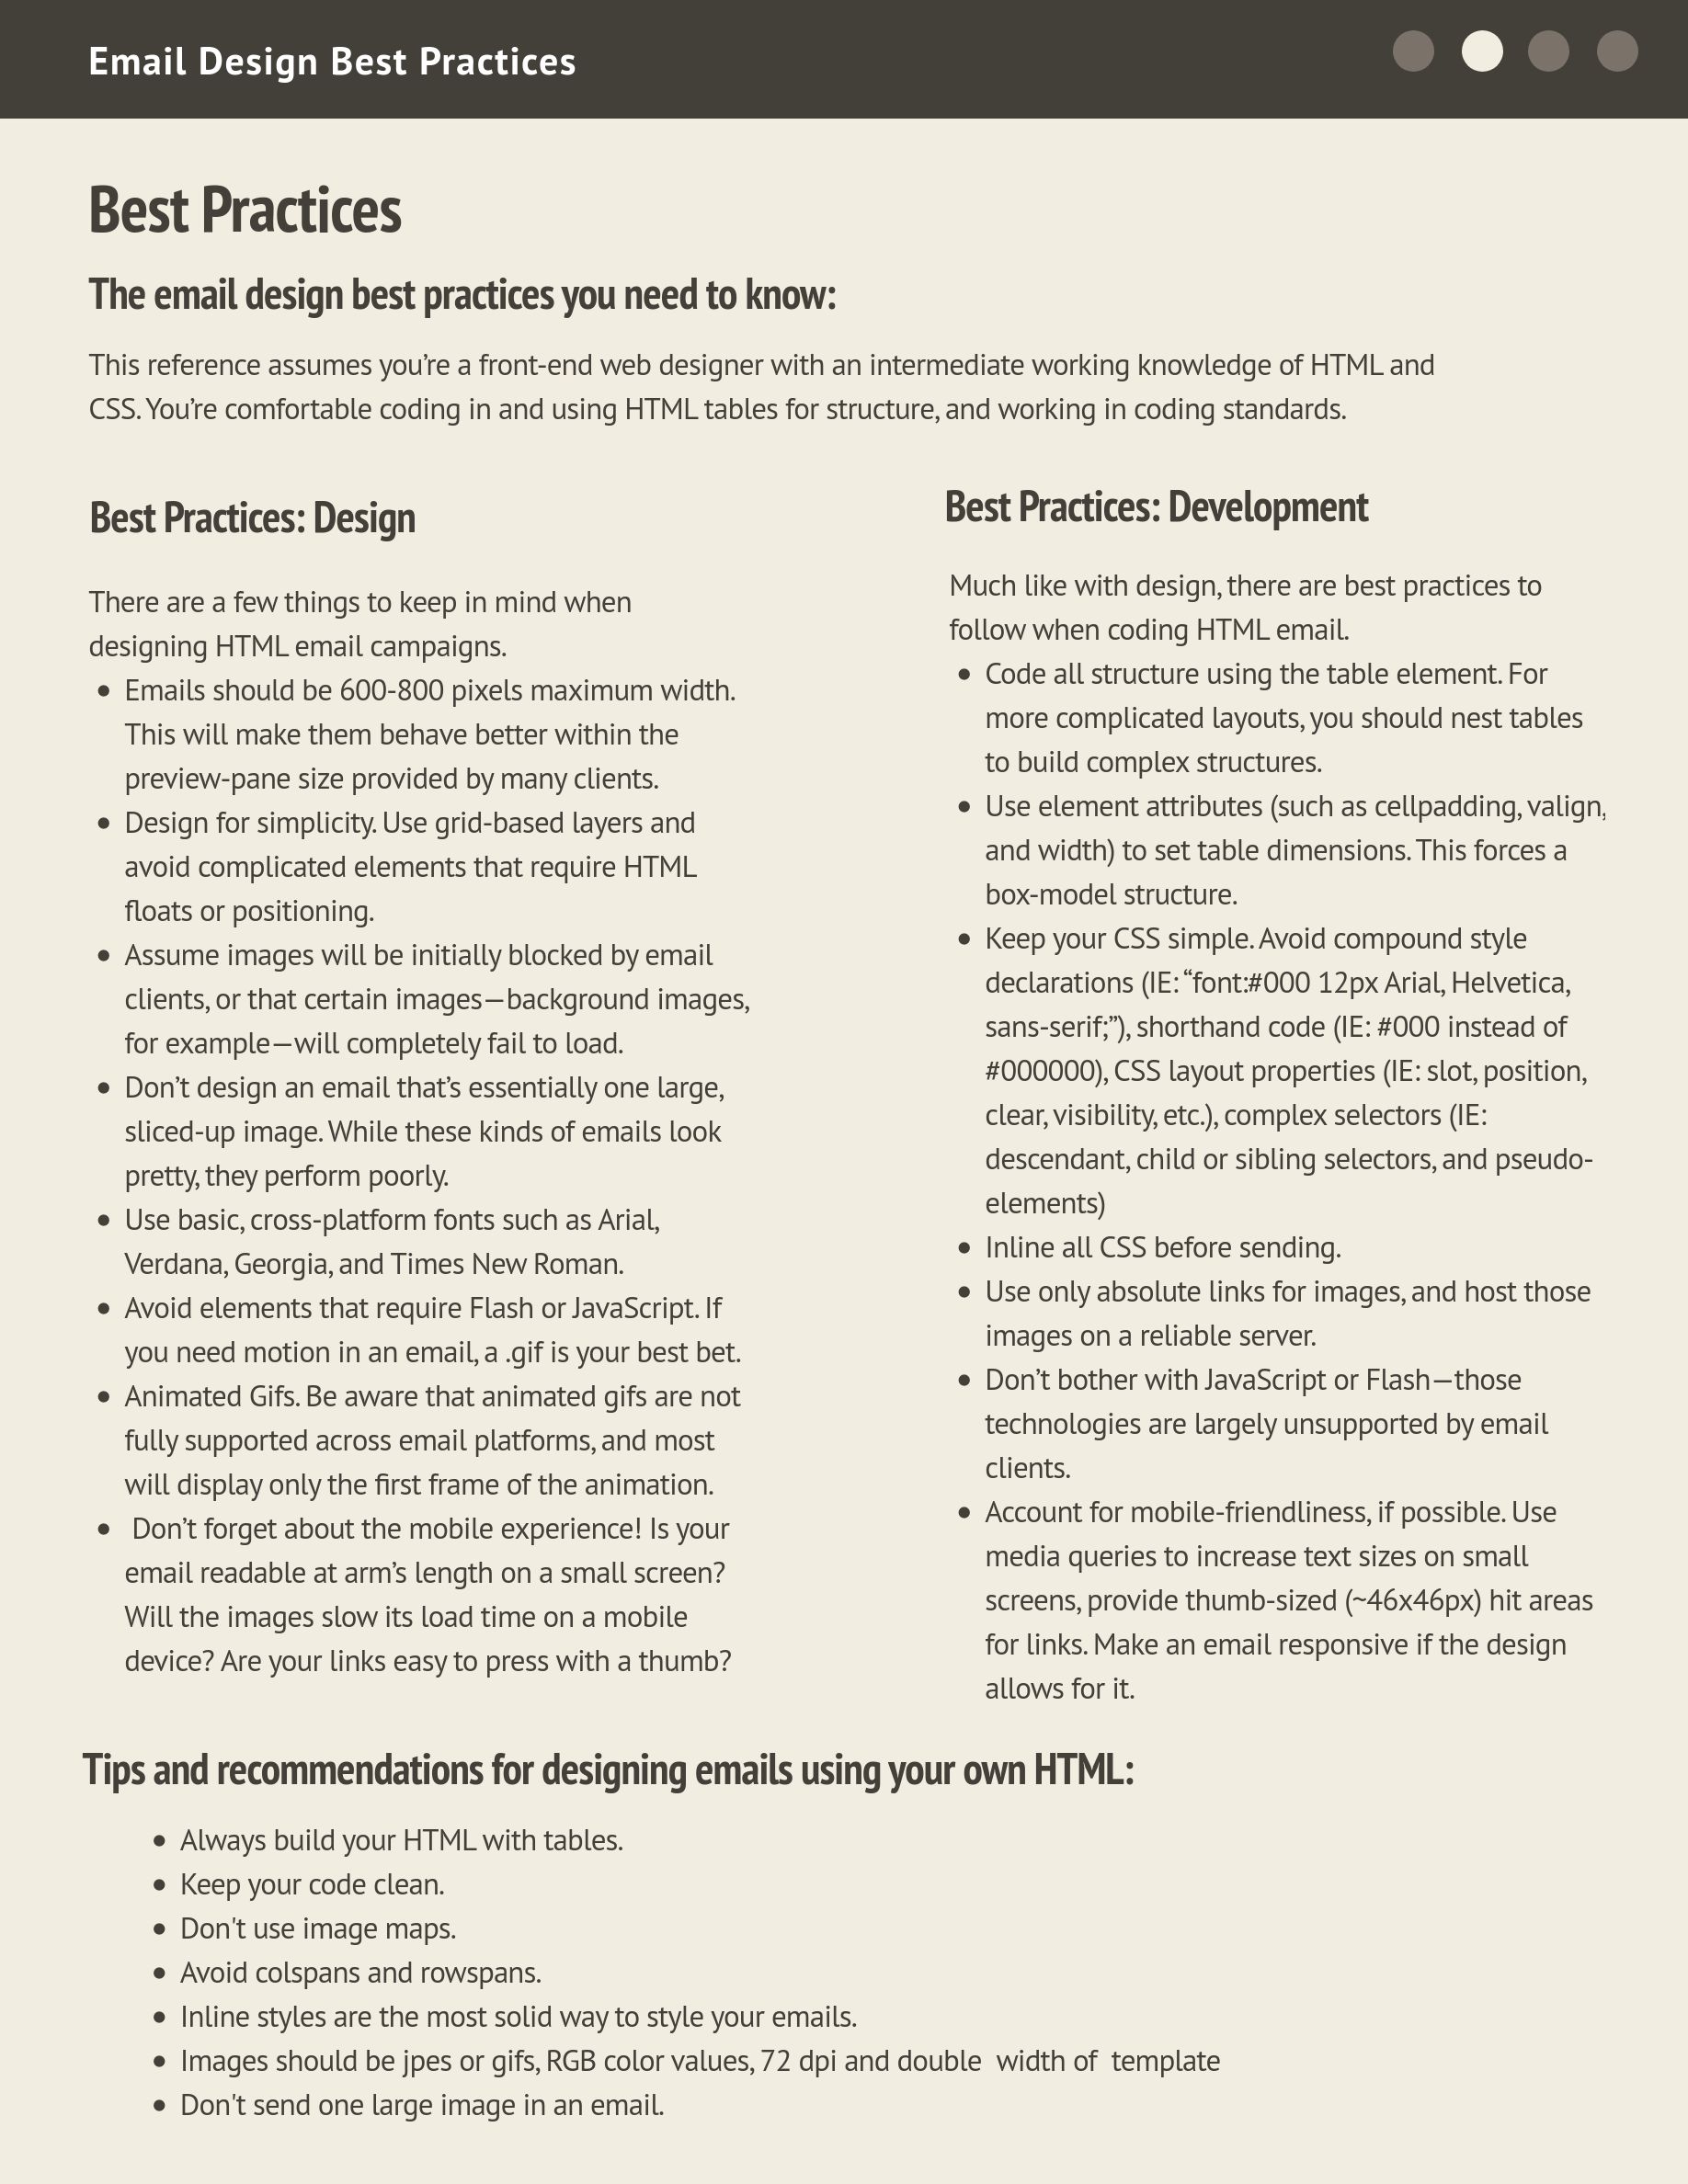 Email Design Best Practices
Best Practices
The email design best practices you need to know:
This reference assumes you’re a front-end web designer with an intermediate working knowledge of HTML and
CSS. You’re comfortable coding in and using HTML tables for structure, and working in coding standards.
Best Practices: Design
There are a few things to keep in mind when
designing HTML email campaigns.
• Emails should be 600-800 pixels maximum width.
This will make them behave better within the
preview-pane size provided by many clients.
• Design for simplicity. Use grid-based layers and
avoid complicated elements that require HTML
floats or positioning.
• Assume images will be initially blocked by email
clients, or that certain images—background images,
for example—will completely fail to load.
• Don’t design an email that’s essentially one large,
sliced-up image. While these kinds of emails look
pretty, they perform poorly.
• Use basic, cross-platform fonts such as Arial,
Verdana, Georgia, and Times New Roman.
• Avoid elements that require Flash or JavaScript. If
you need motion in an email, a .gif is your best bet.
• Animated Gifs. Be aware that animated gifs are not
fully supported across email platforms, and most
will display only the first frame of the animation.
• Don’t forget about the mobile experience! Is your
email readable at arm’s length on a small screen?
Will the images slow its load time on a mobile
device? Are your links easy to press with a thumb?
Best Practices: Development
Much like with design, there are best practices to
follow when coding HTML email.
• Code all structure using the table element. For
more complicated layouts, you should nest tables
to build complex structures.
• Use element attributes (such as cellpadding, valign,
and width) to set table dimensions. This forces a
box-model structure.
• Keep your CSS simple. Avoid compound style
declarations (IE: “font:#000 12px Arial, Helvetica,
sans-serif;”), shorthand code (IE: #000 instead of
#000000), CSS layout properties (IE: slot, position,
clear, visibility, etc.), complex selectors (IE:
descendant, child or sibling selectors, and pseudo-
elements)
• Inline all CSS before sending.
• Use only absolute links for images, and host those
images on a reliable server.
• Don’t bother with JavaScript or Flash—those
technologies are largely unsupported by email
clients.
• Account for mobile-friendliness, if possible. Use
media queries to increase text sizes on small
screens, provide thumb-sized (~46x46px) hit areas
for links. Make an email responsive if the design
allows for it.
Tips and recommendations for designing emails using your own HTML:
• Always build your HTML with tables.
• Keep your code clean.
• Don't use image maps.
• Avoid colspans and rowspans.
• Inline styles are the most solid way to style your emails.
• Images should be jpes or gifs, RGB color values, 72 dpi and double width of template
• Don't send one large image in an email.